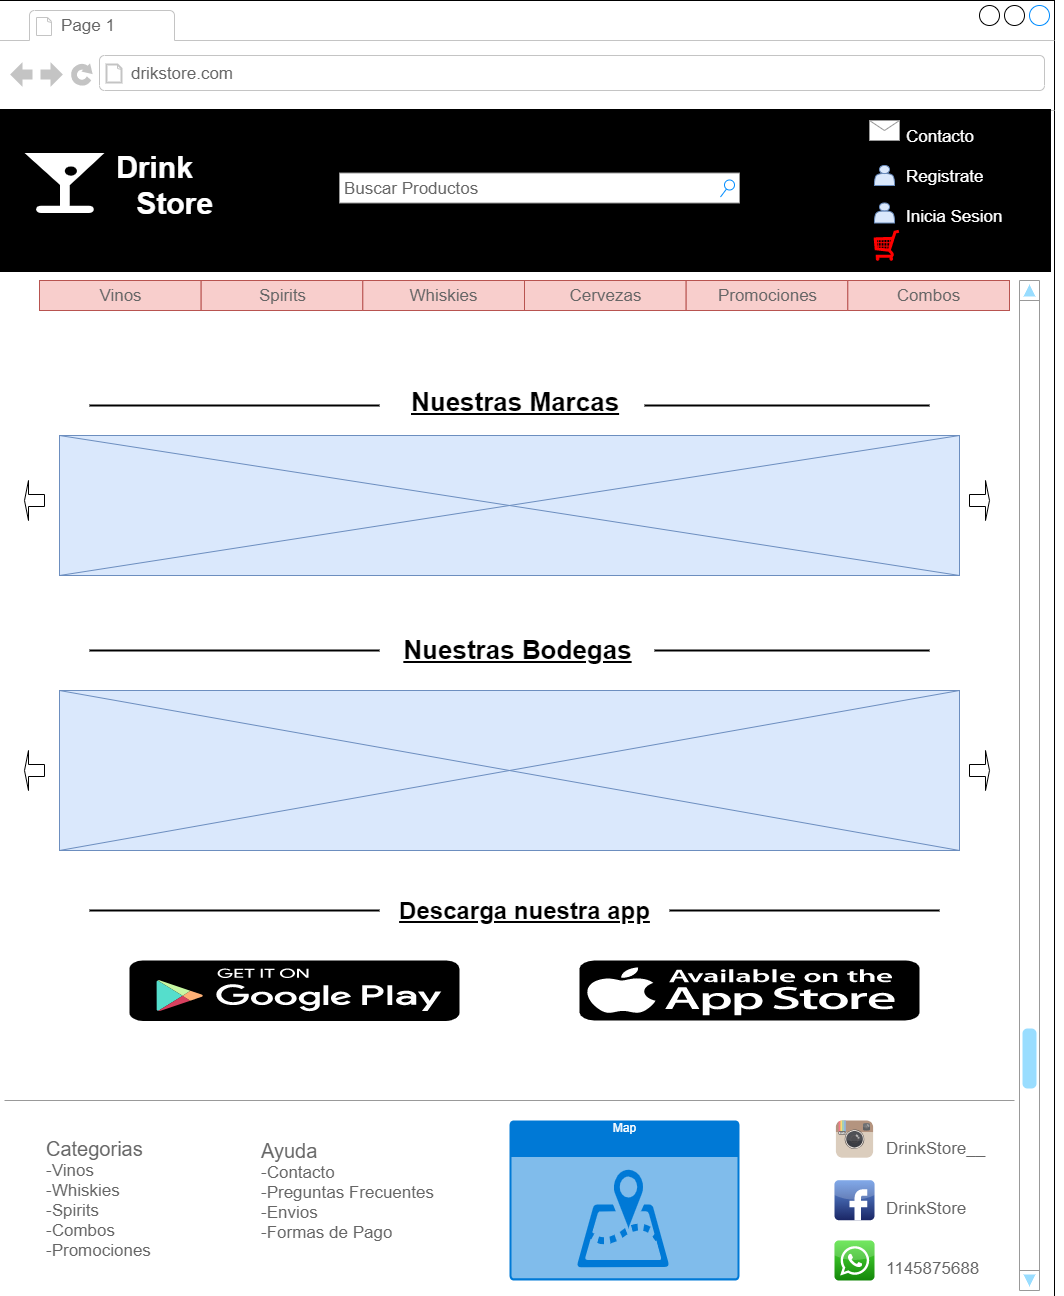 Page 1
drikstore.com
Drink
Store
Buscar Productos
Contacto
Registrate
Inicia Sesion
Vinos
Spirits
Whiskies
Cervezas
Promociones
Combos
Nuestras Marcas
Nuestras Bodegas
Descarga nuestra app
GET IT ON
Google Play
Available on the
App Store
Categorias
-Vinos
-Whiskies
-Spirits
-Combos
-Promociones
Ayuda
-Contacto
-Preguntas Frecuentes
-Envios
-Formas de Pago
Map
DrinkStore__
DrinkStore
1145875688